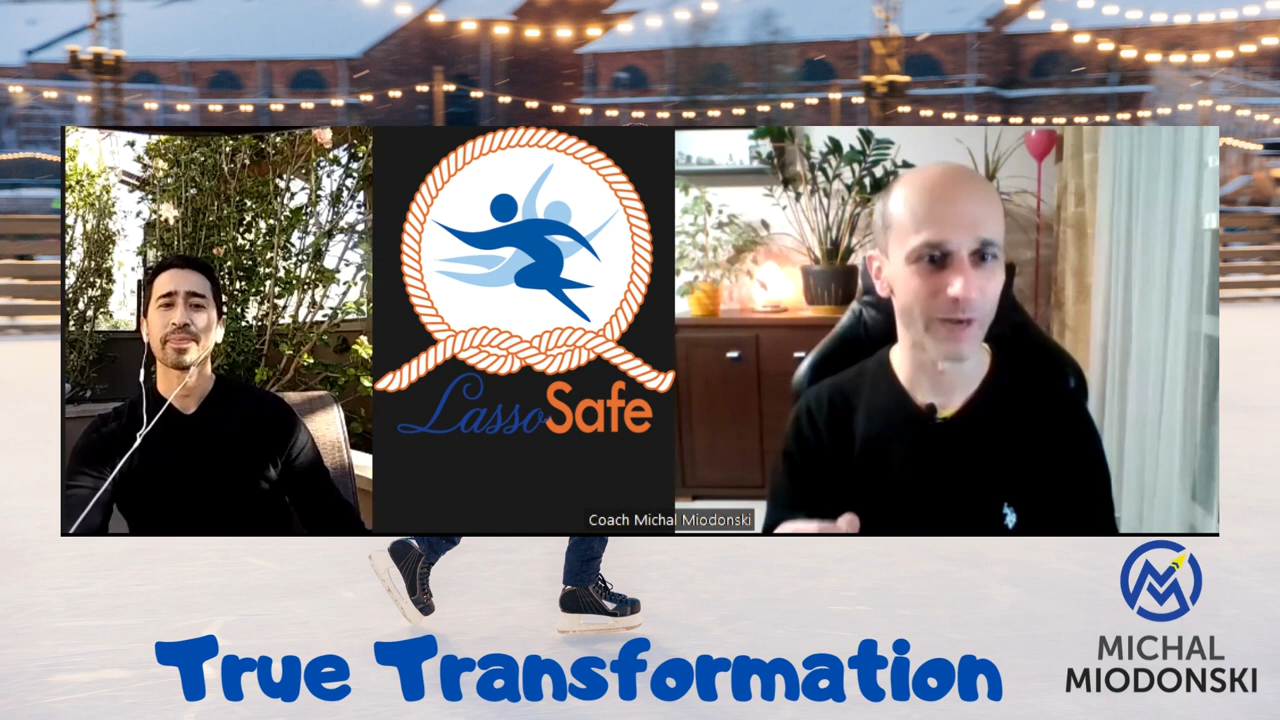 LassoSafe
Coach Michal Miodonski
True Transformation
MICHAL
MIODONSKI